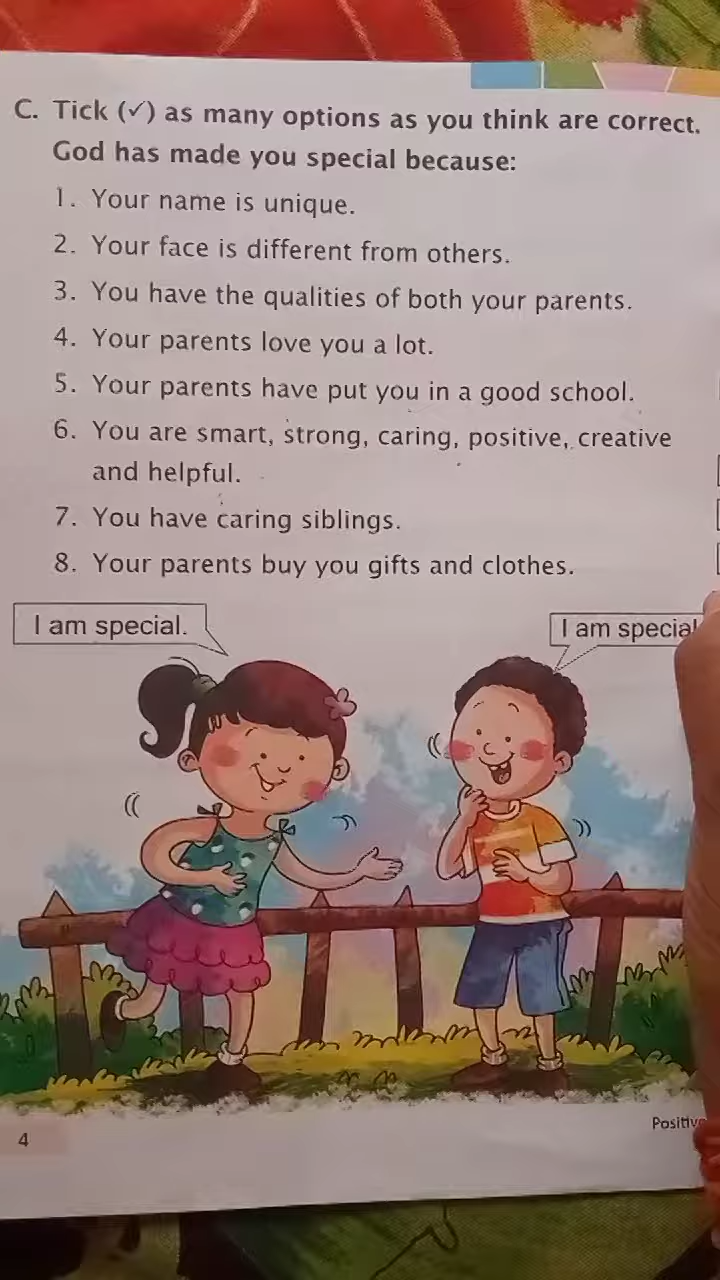 C. Tick (✓) as many options as you think are correct.
God has made you special because:
1. Your name is unique.
2. Your face is different from others.
3. You have the qualities of both your parents.
4. Your parents love you a lot.
5. Your parents have put you in a good school.
6. You are smart, strong, caring, positive, creative
and helpful.
7. You have caring siblings.
8. Your parents buy you gifts and clothes.
I am special.
I am special
4